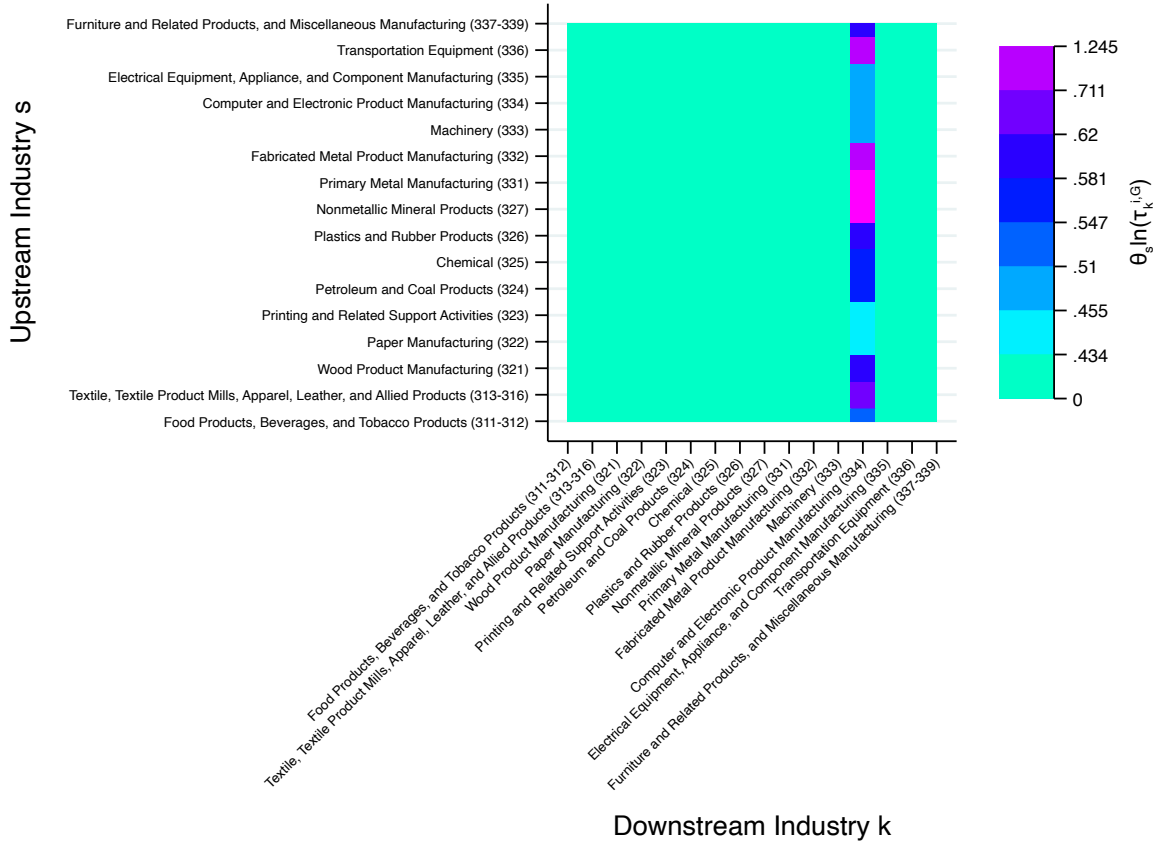 Upstream Industry s
Furniture and Related Products, and Miscellaneous Manufacturing (337-339)
Transportation Equipment (336)
Electrical Equipment, Appliance, and Component Manufacturing (335)
Computer and Electronic Product Manufacturing (334)
Machinery (333)
Fabricated Metal Product Manufacturing (332)
Primary Metal Manufacturing (331)
Nonmetallic Mineral Products (327)
Plastics and Rubber Products (326)
Chemical (325)
Petroleum and Coal Products (324)
Printing and Related Support Activities (323)
Paper Manufacturing (322)
Wood Product Manufacturing (321)
Textile, Textile Product Mills, Apparel, Leather, and Allied Products (313-316)
Food Products, Beverages, and Tobacco Products (311-312)
Food Products, Beverages, and Tobacco Products (311-312)
Textile, Textile Product Mills, Apparel, Leather, and Allied Products (313-316)
Wood Product Manufacturing (321)
Paper Manufacturing (322)
Printing and Related Support Activities (323)
Petroleum and Coal Products (324)
Chemical (325)
Plastics and Rubber Products (326)
Nonmetallic Mineral Products (327)
Primary Metal Manufacturing (331)
Fabricated Metal Product Manufacturing (332)
Machinery (333)
Computer and Electronic Product Manufacturing (334)
Electrical Equipment, Appliance, and Component Manufacturing (335)
Transportation Equipment (336)
Furniture and Related Products, and Miscellaneous Manufacturing (337-339)
Downstream Industry k
1.245
.711
.62
.581
.547
.51
.455
.434
0
θ_s ln(τ_k^{i,G})